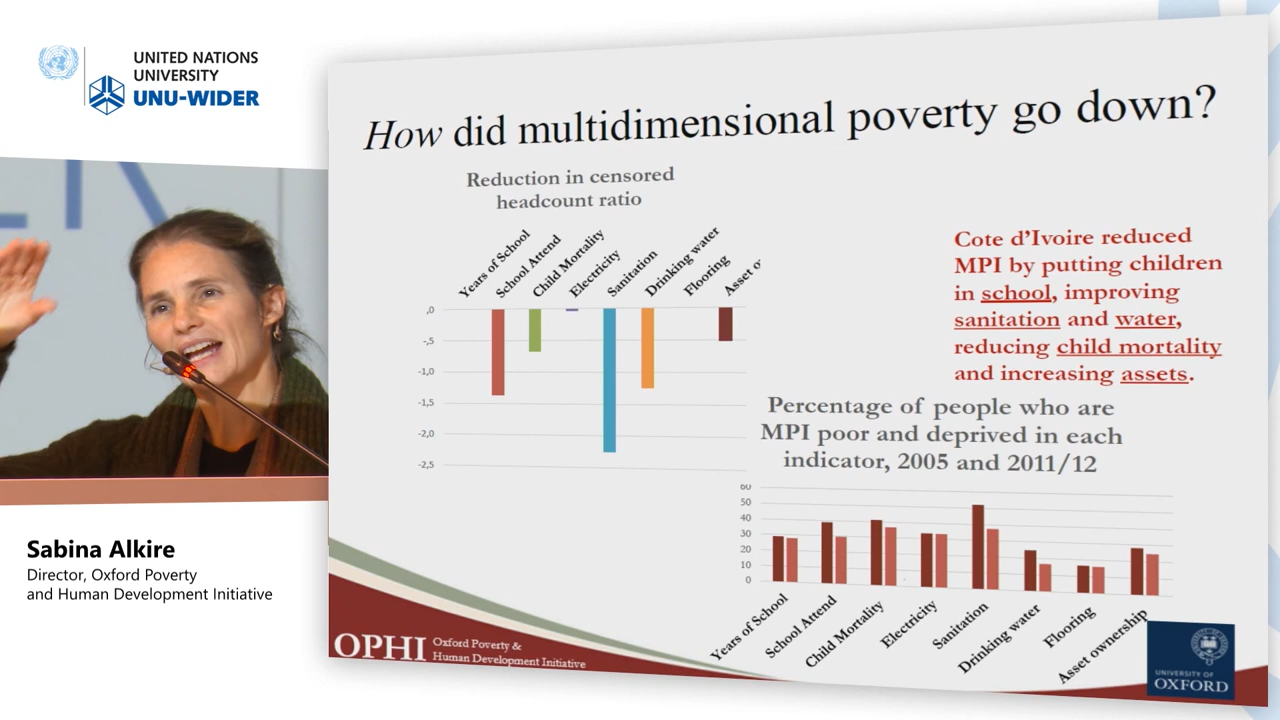 UNITED NATIONS
UNIVERSITY
UNU-WIDER
How did multidimensional poverty go down?
Reduction in censored
headcount ratio
Years of School
School Attend
Child Mortality
Electricity
Sanitation
Drinking water
Flooring
Asset o
,0
-,5
-1,0
-1,5
-2,0
-2,5
Cote d'Ivoire reduced
MPI by putting children
in school, improving
sanitation and water,
reducing child mortality
and increasing assets.
Percentage of people who are
MPI poor and deprived in each
indicator, 2005 and 2011/12
60
50
40
30
20
10
0
Years of School
School Attend
Child Mortality
Electricity
Sanitation
Drinking water
Flooring
Asset ownership
Sabina Alkire
Director, Oxford Poverty
and Human Development Initiative
OPHI
Oxford Poverty &
Human Development Initiative
UNIVERSITY OF
OXFORD